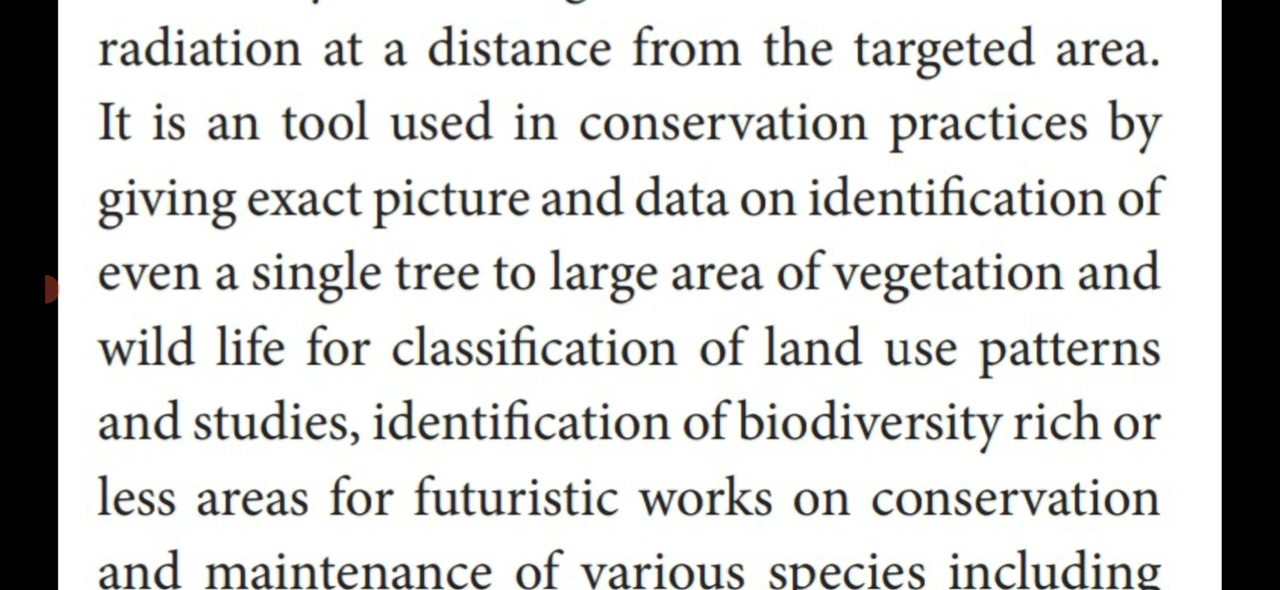 radiation at a distance from the targeted area.
It is an tool used in conservation practices by
giving exact picture and data on identification of
even a single tree to large area of vegetation and
wild life for classification of land use patterns
and studies, identification of biodiversity rich or
less areas for futuristic works on conservation
and maintenance of various species including